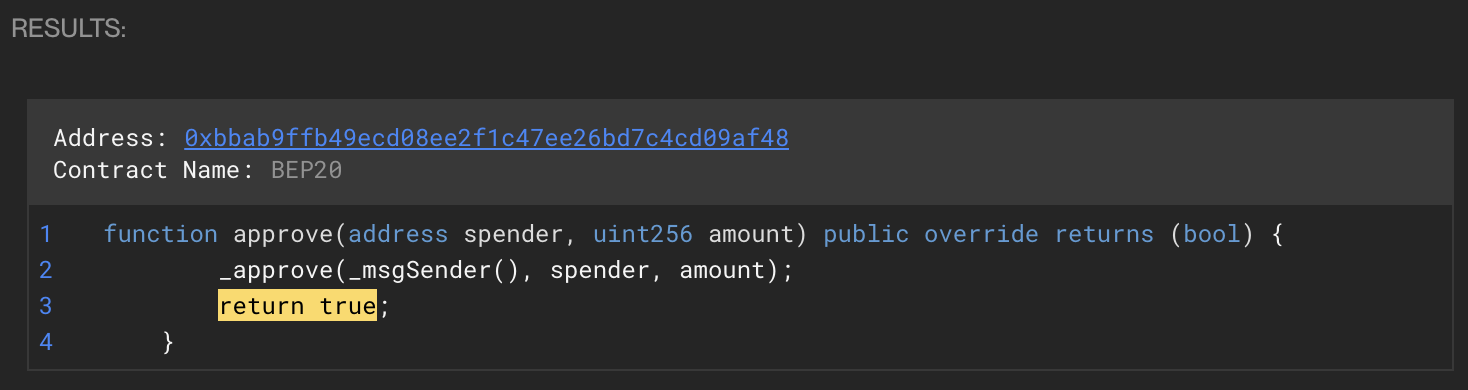 RESULTS:
Address: 0xbbab9ffb49ecd08ee2f1c47ee26bd7c4cd09af48
Contract Name: BEP20
1 function approve(address spender, uint256 amount) public override returns (bool) {
2 _approve(_msgSender(), spender, amount);
3 return true;
4 }